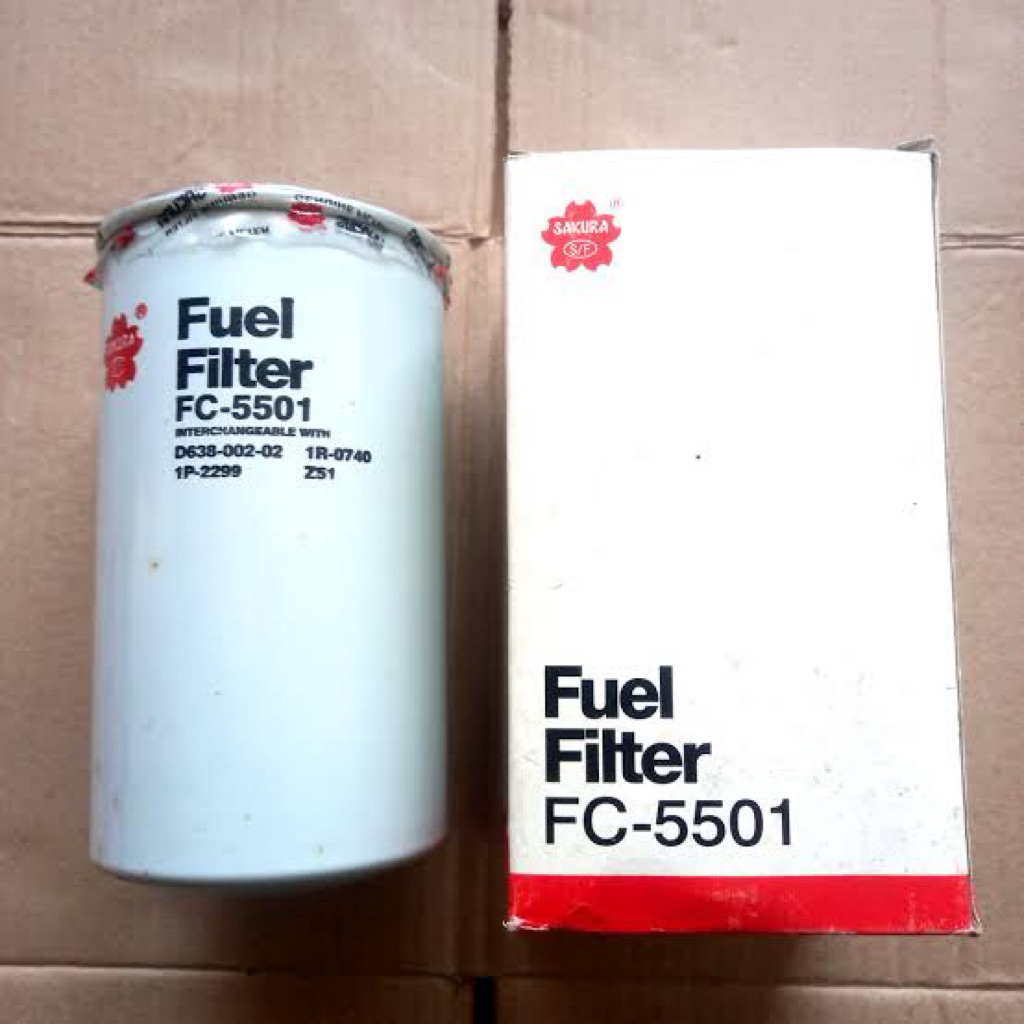 SAKURA
®
Fuel
Filter
FC-5501
INTERCHANGEABLE WITH
D638-002-02 1R-0740
1P-2299 Z51
SAKURA ®
S/F
Fuel
Filter
FC-5501